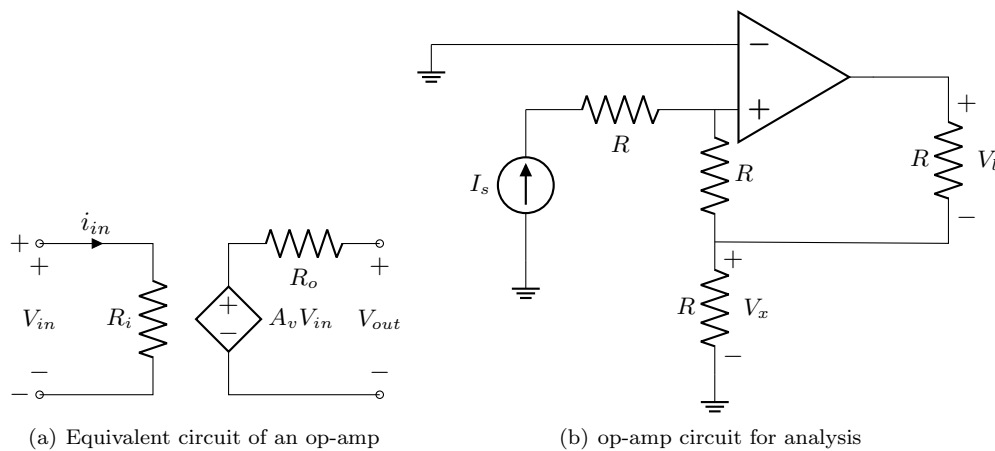 −
+
R
I_s
R
R
+
V_l
−
+
R
V_x
−
i_in
+
+
V_in
−
−
R_i
R_o
+
−
A_v V_in
+
V_out
−
(a) Equivalent circuit of an op-amp
(b) op-amp circuit for analysis